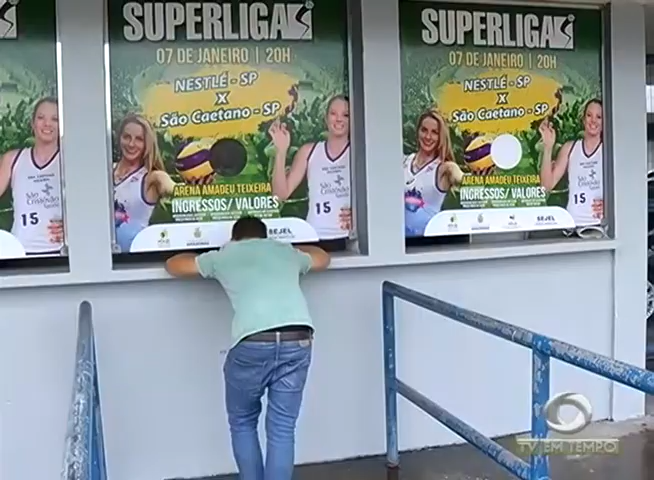 SUPERLIGA
07 DE JANEIRO | 20H
NESTLÉ - SP
X
São Caetano - SP
ARENA AMADEU TEIXEIRA
INGRESSOS/ VALORES
SEJEL
15
São Cristóvão
Saúde
15
SUPERLIGA
07 DE JANEIRO | 20H
NESTLÉ - SP
X
São Caetano - SP
ARENA AMADEU TEIXEIRA
INGRESSOS/ VALORES
SEJEL
15
TV EM TEMPO